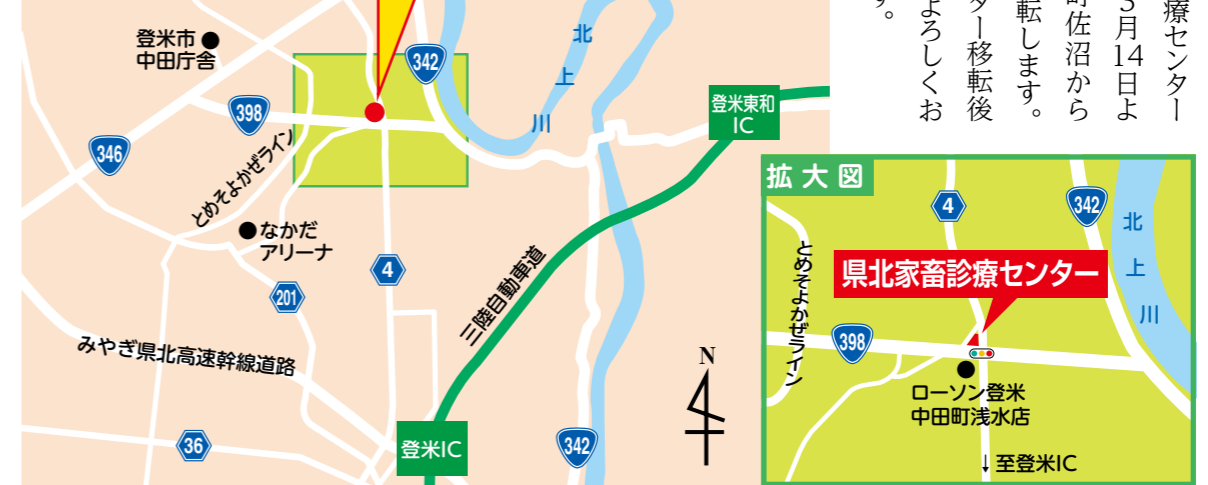 療センター
3月14日よ
町佐沼から
転します。
ター移転後
よろしくお
す。
登米市
中田庁舎
342
北上川
398
346
とめそよかぜライン
なかだ
アリーナ
登米東和
IC
4
201
三陸自動車道
みやぎ県北高速幹線道路
36
登米IC
342
N
拡大図
4
342
北上川
とめそよかぜライン
県北家畜診療センター
398
ローソン登米
中田町浅水店
↓至登米IC